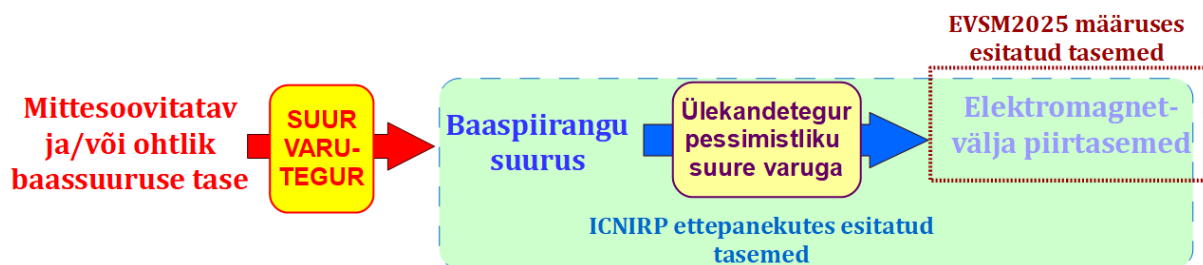 EVSM2025 määruses
esitatud tasemed
Mittesoovitatav
ja/või ohtlik
baassuuruse tase
SUUR
VARU-
TEGUR
Baaspiirangu
suurus
Ülekandetegur
pessimistliku
suure varuga
Elektromagnet-
välja piirtasemed
ICNIRP ettepanekutes esitatud
tasemed